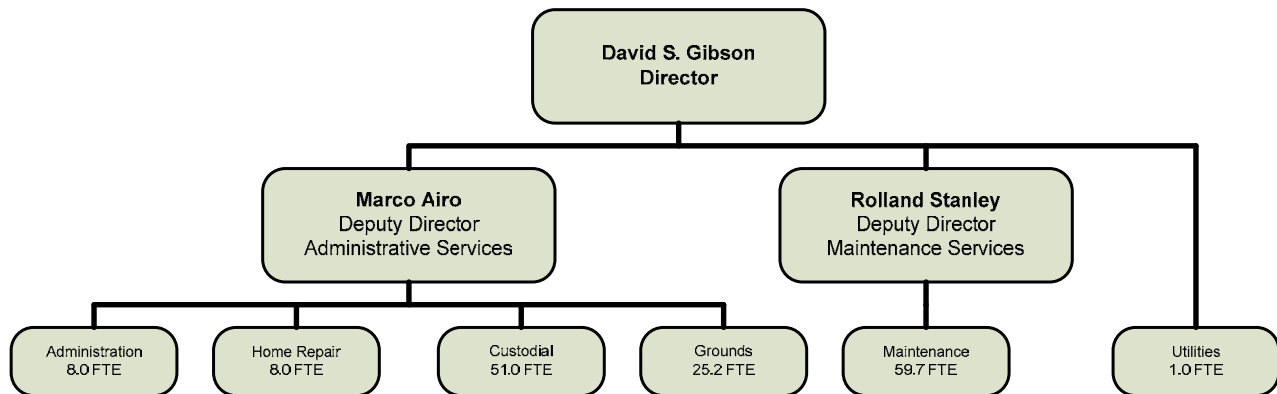 David S. Gibson
Director
Marco Airo
Deputy Director
Administrative Services
Rolland Stanley
Deputy Director
Maintenance Services
Administration
8.0 FTE
Home Repair
8.0 FTE
Custodial
51.0 FTE
Grounds
25.2 FTE
Maintenance
59.7 FTE
Utilities
1.0 FTE